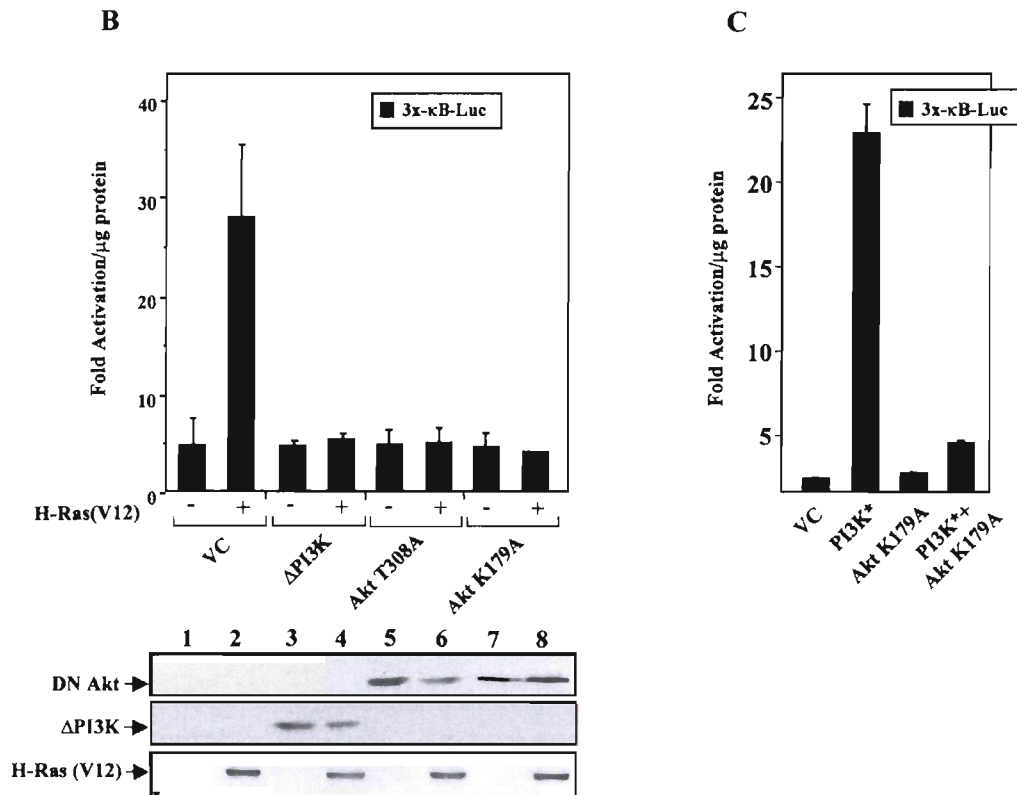 B
Fold Activation/µg protein
40
30
20
10
0
3x-κB-Luc
H-Ras(V12) - + - + - + - +
VC
ΔPI3K
Akt T308A
Akt K179A
1 2 3 4 5 6 7 8
DN Akt
ΔPI3K
H-Ras (V12)
C
Fold Activation/µg protein
25
20
15
10
5
3x-κB-Luc
VC
PI3K*
Akt K179A
PI3K*+
Akt K179A